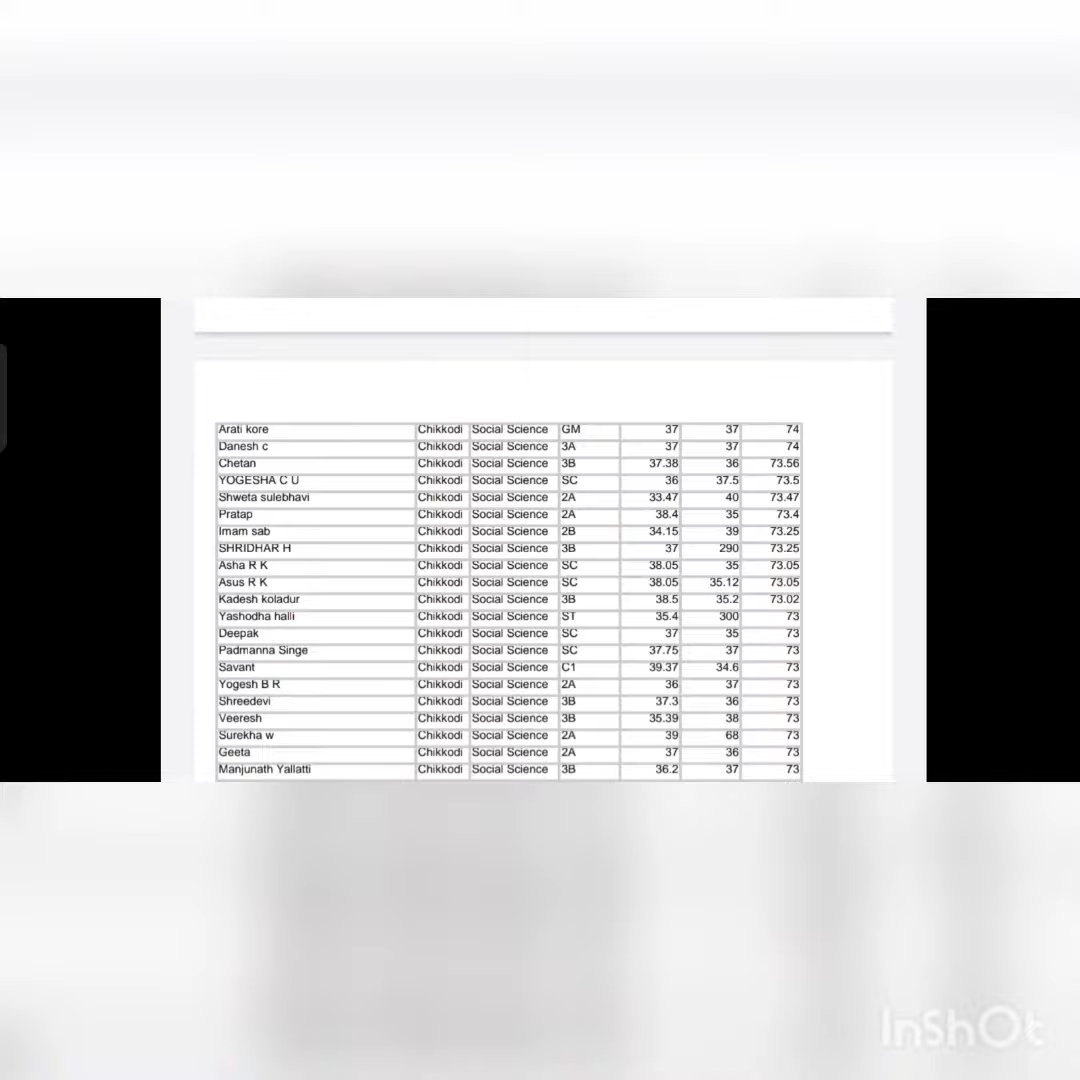 Arati kore Chikkodi Social Science GM 37 37 74
Danesh c Chikkodi Social Science 3A 37 37 74
Chetan Chikkodi Social Science 3B 37.38 36 73.56
YOGESHA C U Chikkodi Social Science SC 36 37.5 73.5
Shweta sulebhavi Chikkodi Social Science 2A 33.47 40 73.47
Pratap Chikkodi Social Science 2A 38.4 35 73.4
Imam sab Chikkodi Social Science 2B 34.15 39 73.25
SHRIDHAR H Chikkodi Social Science 3B 37 290 73.25
Asha R K Chikkodi Social Science SC 38.05 35 73.05
Asus R K Chikkodi Social Science SC 38.05 35.12 73.05
Kadesh koladur Chikkodi Social Science 3B 38.5 35.2 73.02
Yashodha halli Chikkodi Social Science ST 35.4 300 73
Deepak Chikkodi Social Science SC 37 35 73
Padmanna Singe Chikkodi Social Science SC 37.75 37 73
Savant Chikkodi Social Science C1 39.37 34.6 73
Yogesh B R Chikkodi Social Science 2A 36 37 73
Shreedevi Chikkodi Social Science 3B 37.3 36 73
Veeresh Chikkodi Social Science 3B 35.39 38 73
Surekha w Chikkodi Social Science 2A 39 68 73
Geeta Chikkodi Social Science 2A 37 36 73
Manjunath Yallatti Chikkodi Social Science 3B 36.2 37 73
InShOt